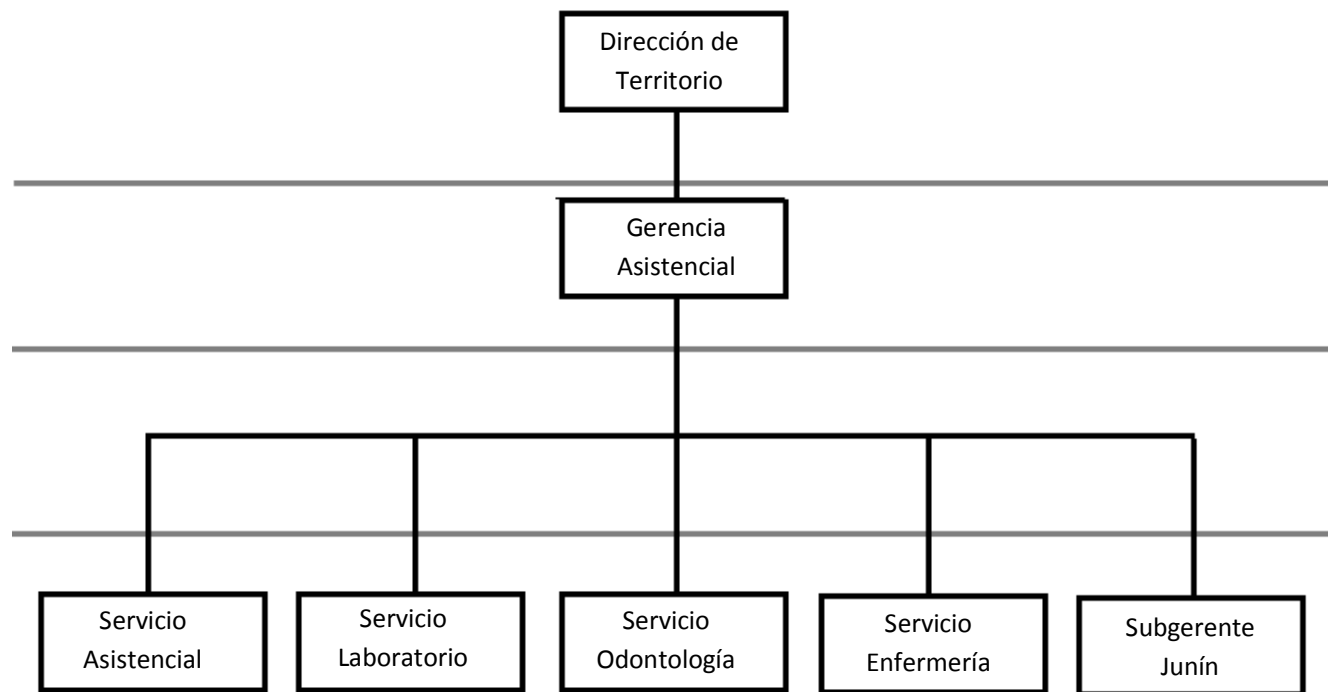 Dirección de
Territorio
Gerencia
Asistencial
Servicio
Asistencial
Servicio
Laboratorio
Servicio
Odontología
Servicio
Enfermería
Subgerente
Junín